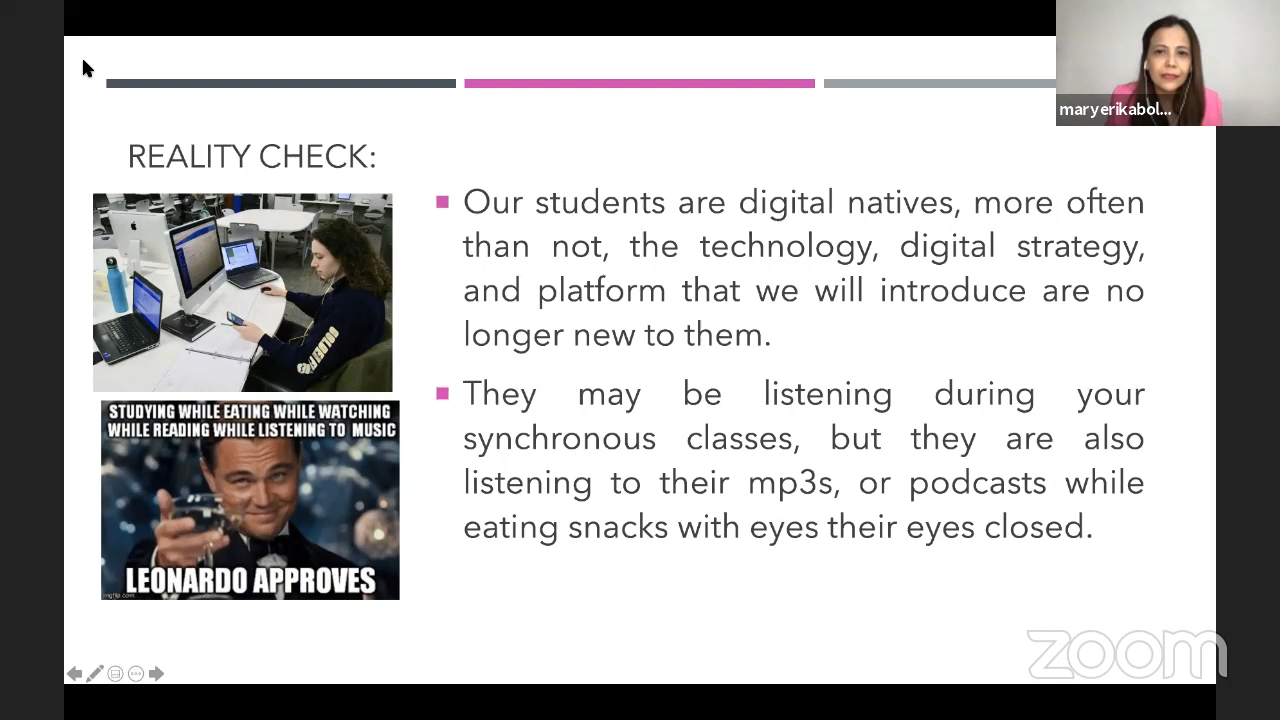 maryerikabol...
REALITY CHECK:
Our students are digital natives, more often
than not, the technology, digital strategy,
and platform that we will introduce are no
longer new to them.
They may be listening during your
synchronous classes, but they are also
listening to their mp3s, or podcasts while
eating snacks with eyes their eyes closed.
STUDYING WHILE EATING WHILE WATCHING
WHILE READING WHILE LISTENING TO MUSIC
LEONARDO APPROVES
imgflip.com
zoom